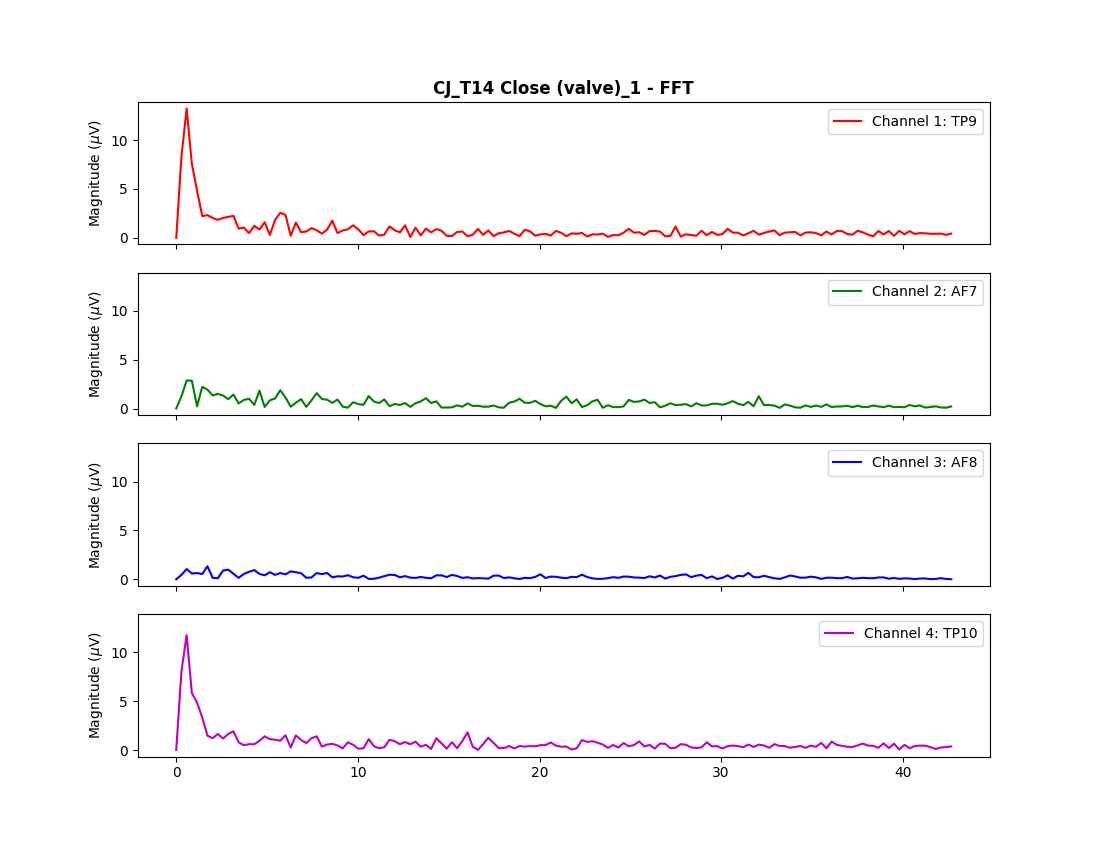 CJ_T14 Close (valve)_1 - FFT
Magnitude (μV)
10
5
0
Channel 1: TP9
Magnitude (μV)
10
5
0
Channel 2: AF7
Magnitude (μV)
10
5
0
Channel 3: AF8
Magnitude (μV)
10
5
0
Channel 4: TP10
0 10 20 30 40